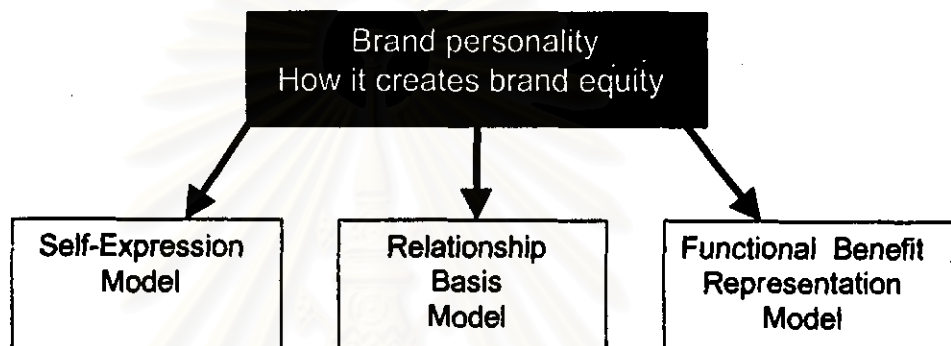 Brand personality
How it creates brand equity
Self-Expression
Model
Relationship
Basis
Model
Functional Benefit
Representation
Model